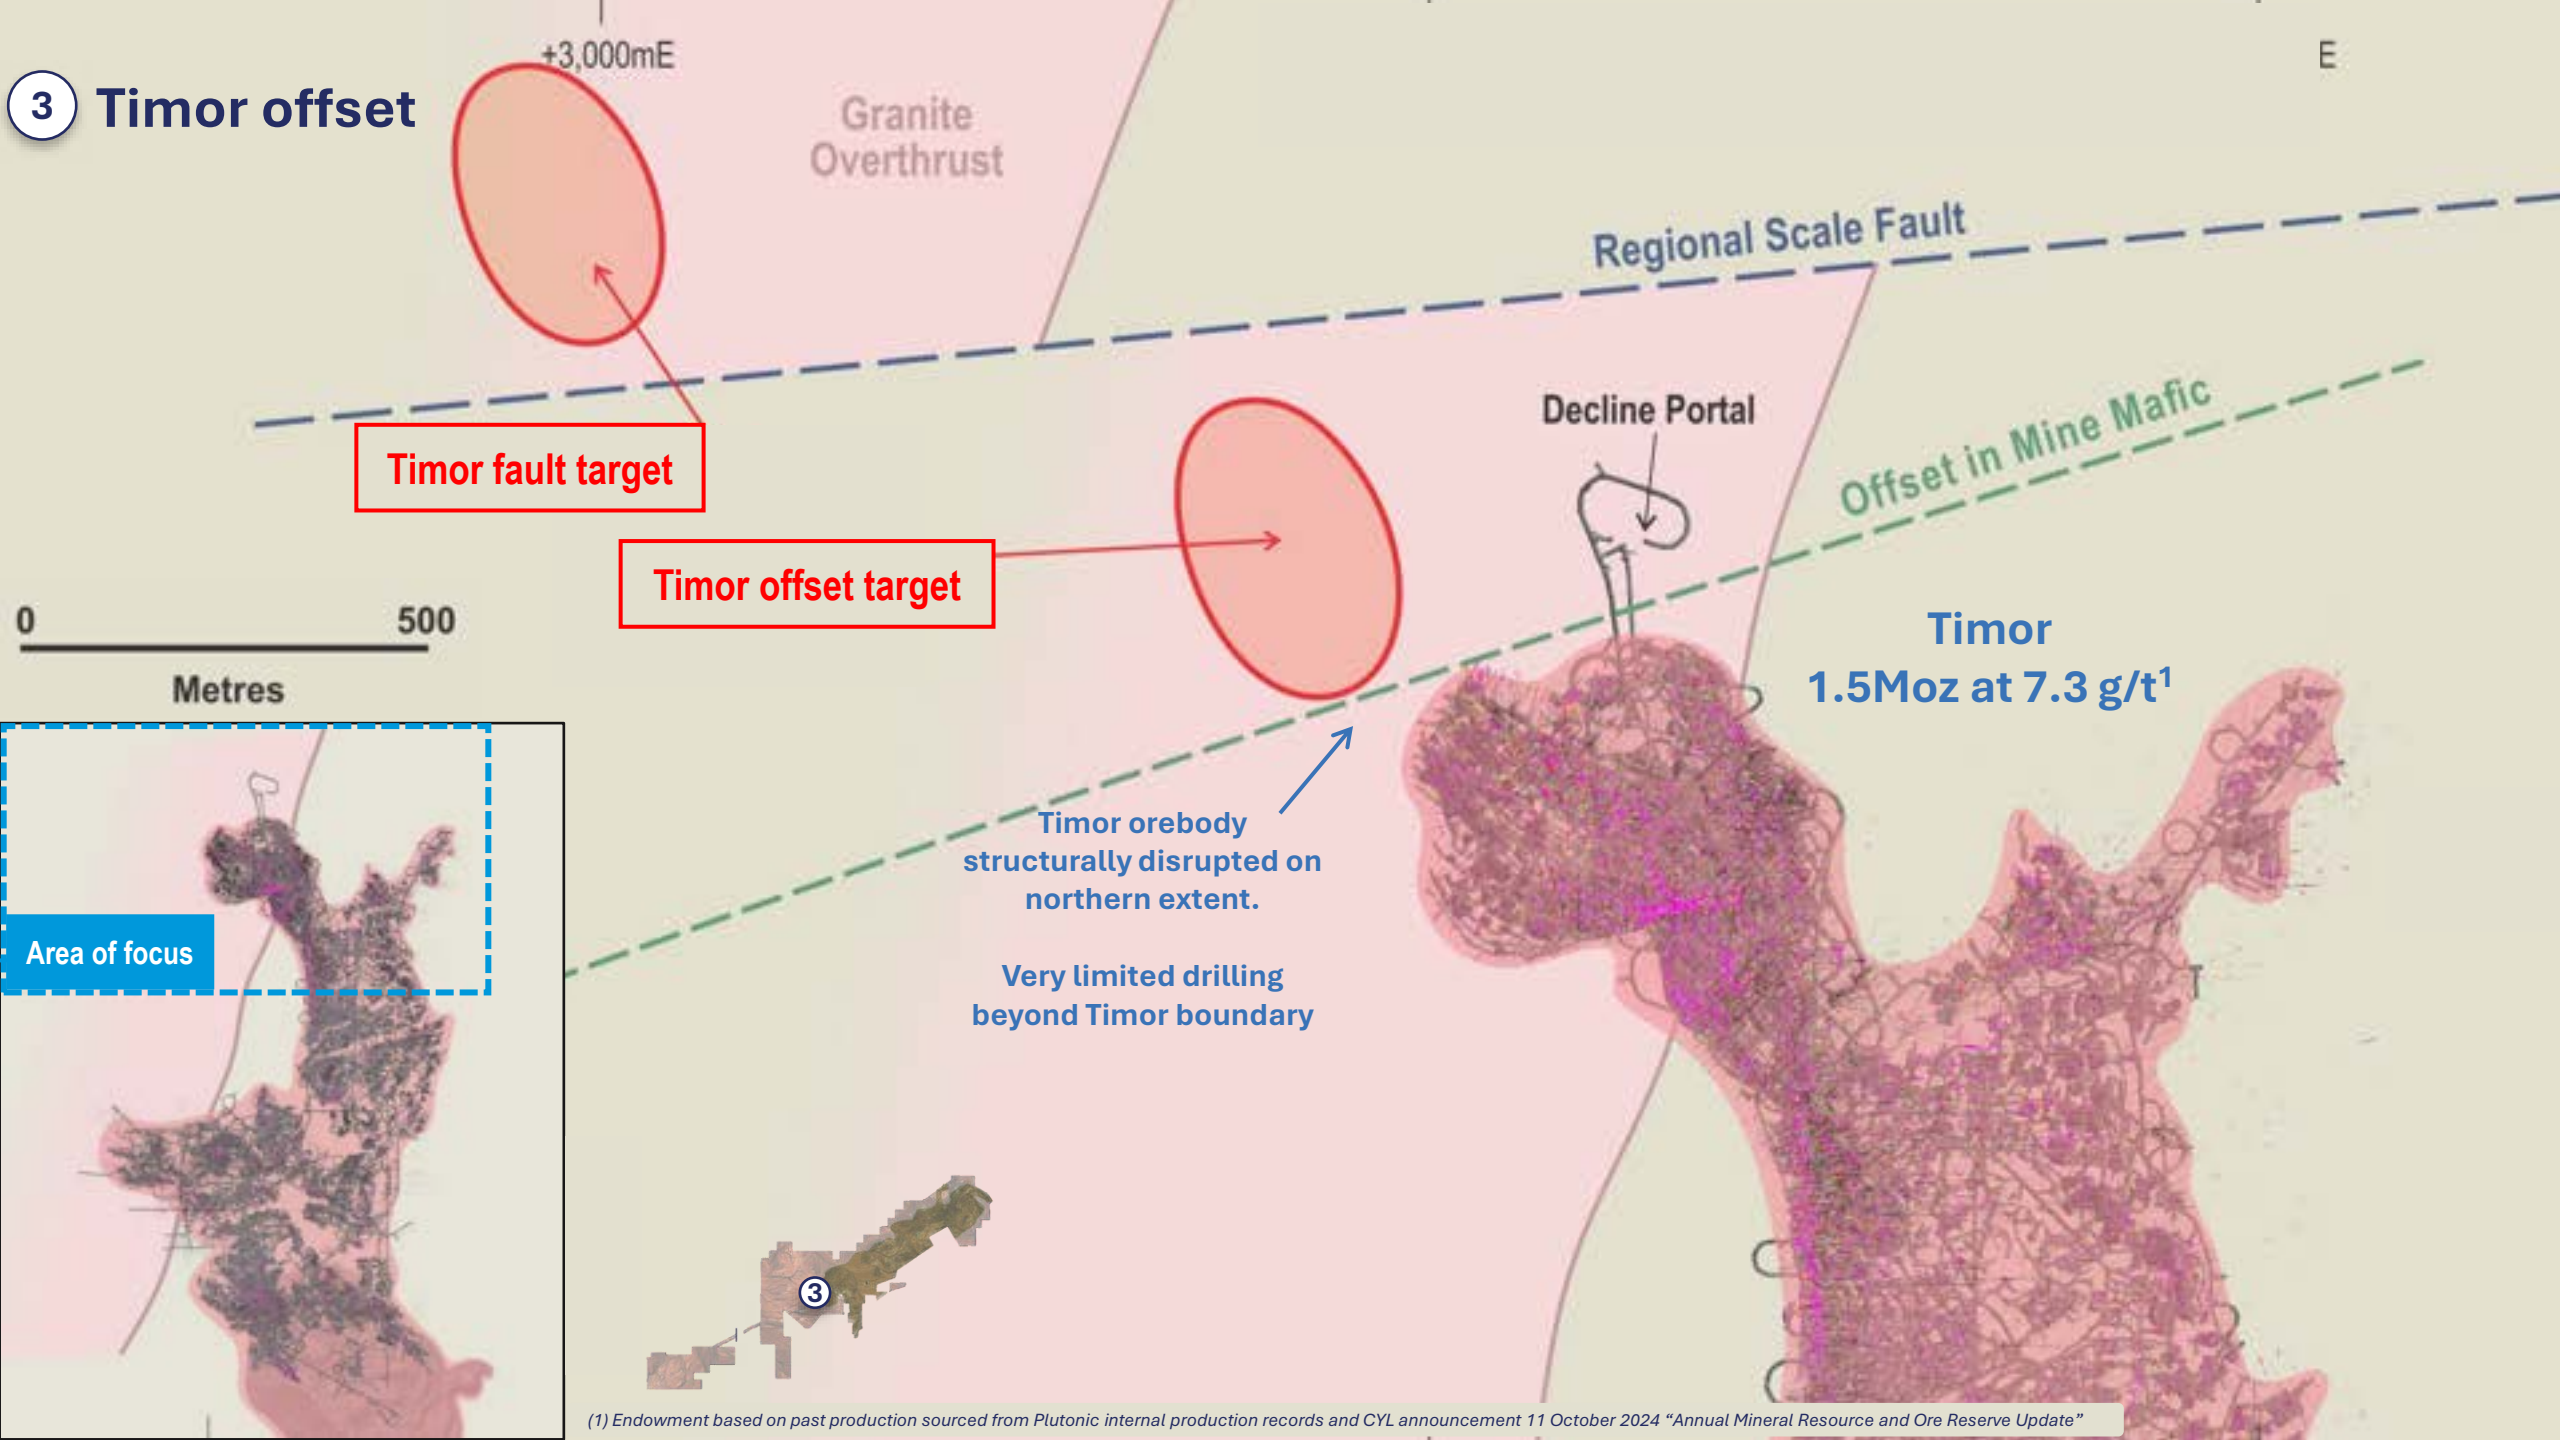 +3,000mE
E
3 Timor offset
Granite
Overthrust
Regional Scale Fault
Decline Portal
Offset in Mine Mafic
Timor fault target
Timor offset target
0 500
Metres
Timor
1.5Moz at 7.3 g/t¹
Area of focus
Timor orebody
structurally disrupted on
northern extent.
Very limited drilling
beyond Timor boundary
T
3
(1) Endowment based on past production sourced from Plutonic internal production records and CYL announcement 11 October 2024 “Annual Mineral Resource and Ore Reserve Update”